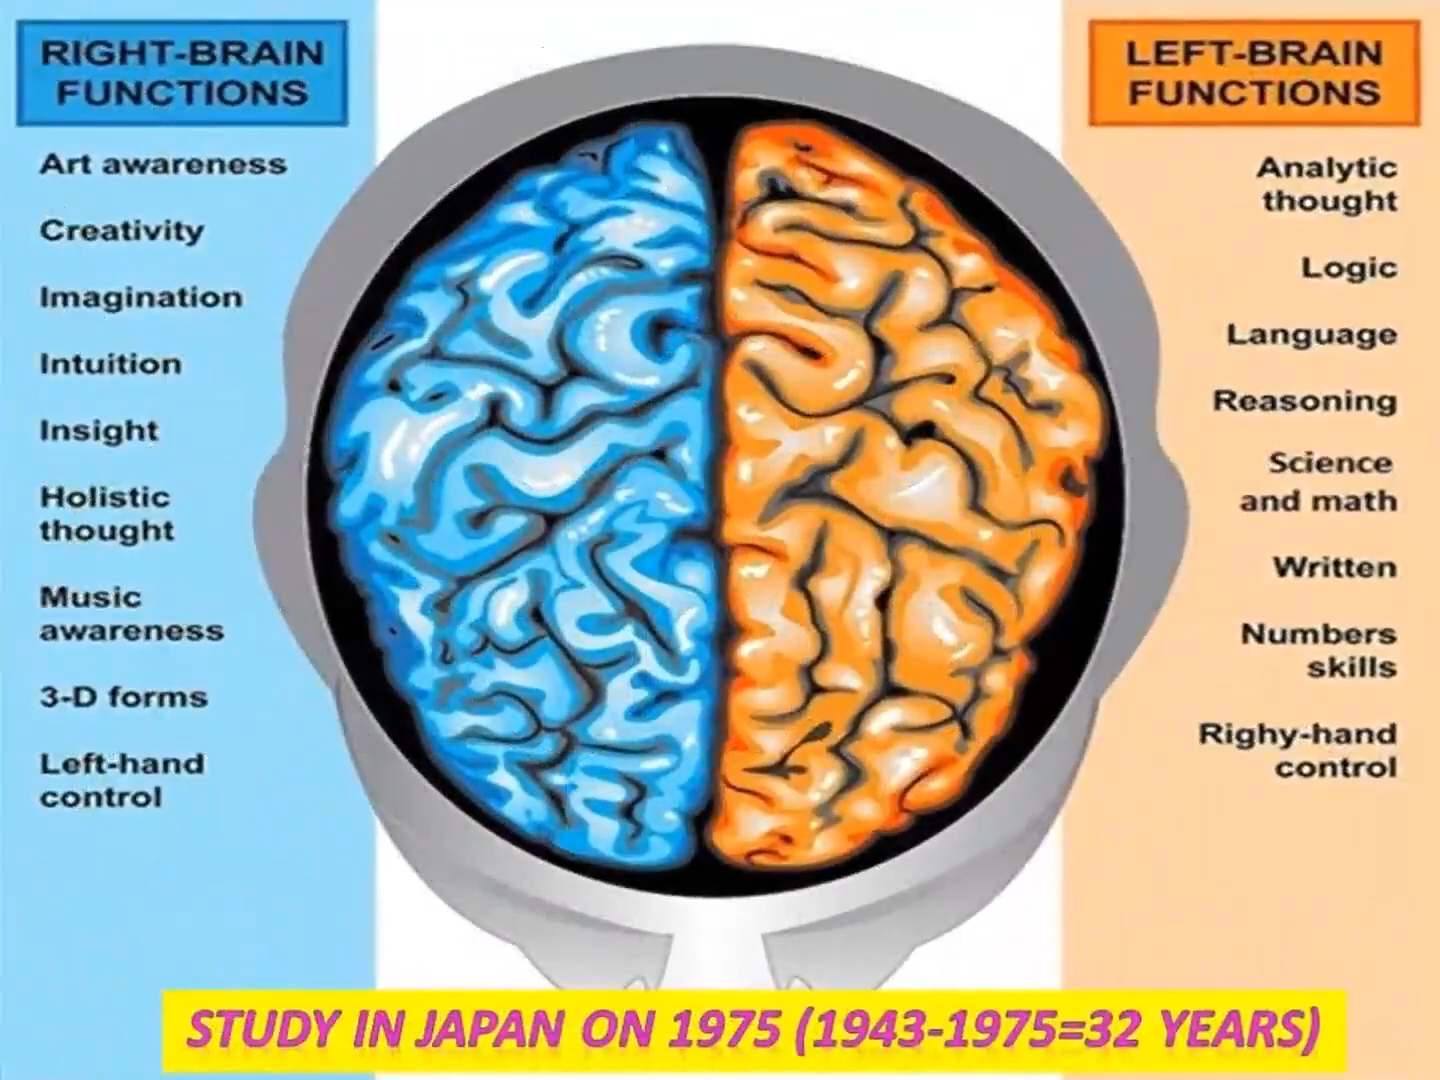 RIGHT-BRAIN
FUNCTIONS
Art awareness
Creativity
Imagination
Intuition
Insight
Holistic
thought
Music
awareness
3-D forms
Left-hand
control
LEFT-BRAIN
FUNCTIONS
Analytic
thought
Logic
Language
Reasoning
Science
and math
Written
Numbers
skills
Righy-hand
control
STUDY IN JAPAN ON 1975 (1943-1975=32 YEARS)